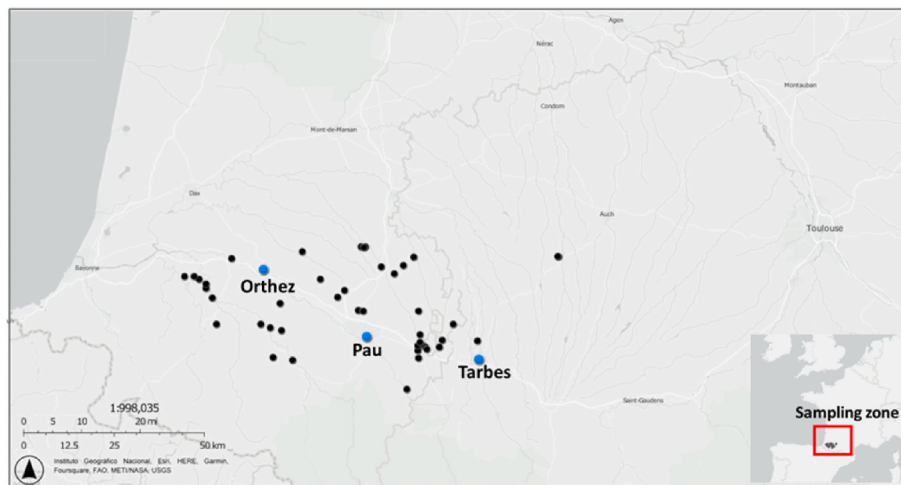 Agen
Nérac
Montauban
Condom
Mont-de-Marsan
Dax
Auch
Toulouse
Bayonne
Orthez
Pau
Tarbes
Saint-Gaudens
Sampling zone
1:998,035
0 5 10 20 mi
0 12.5 25 50 km
Instituto Geográfico Nacional, Esri, HERE, Garmin,
Foursquare, FAO, METI/NASA, USGS